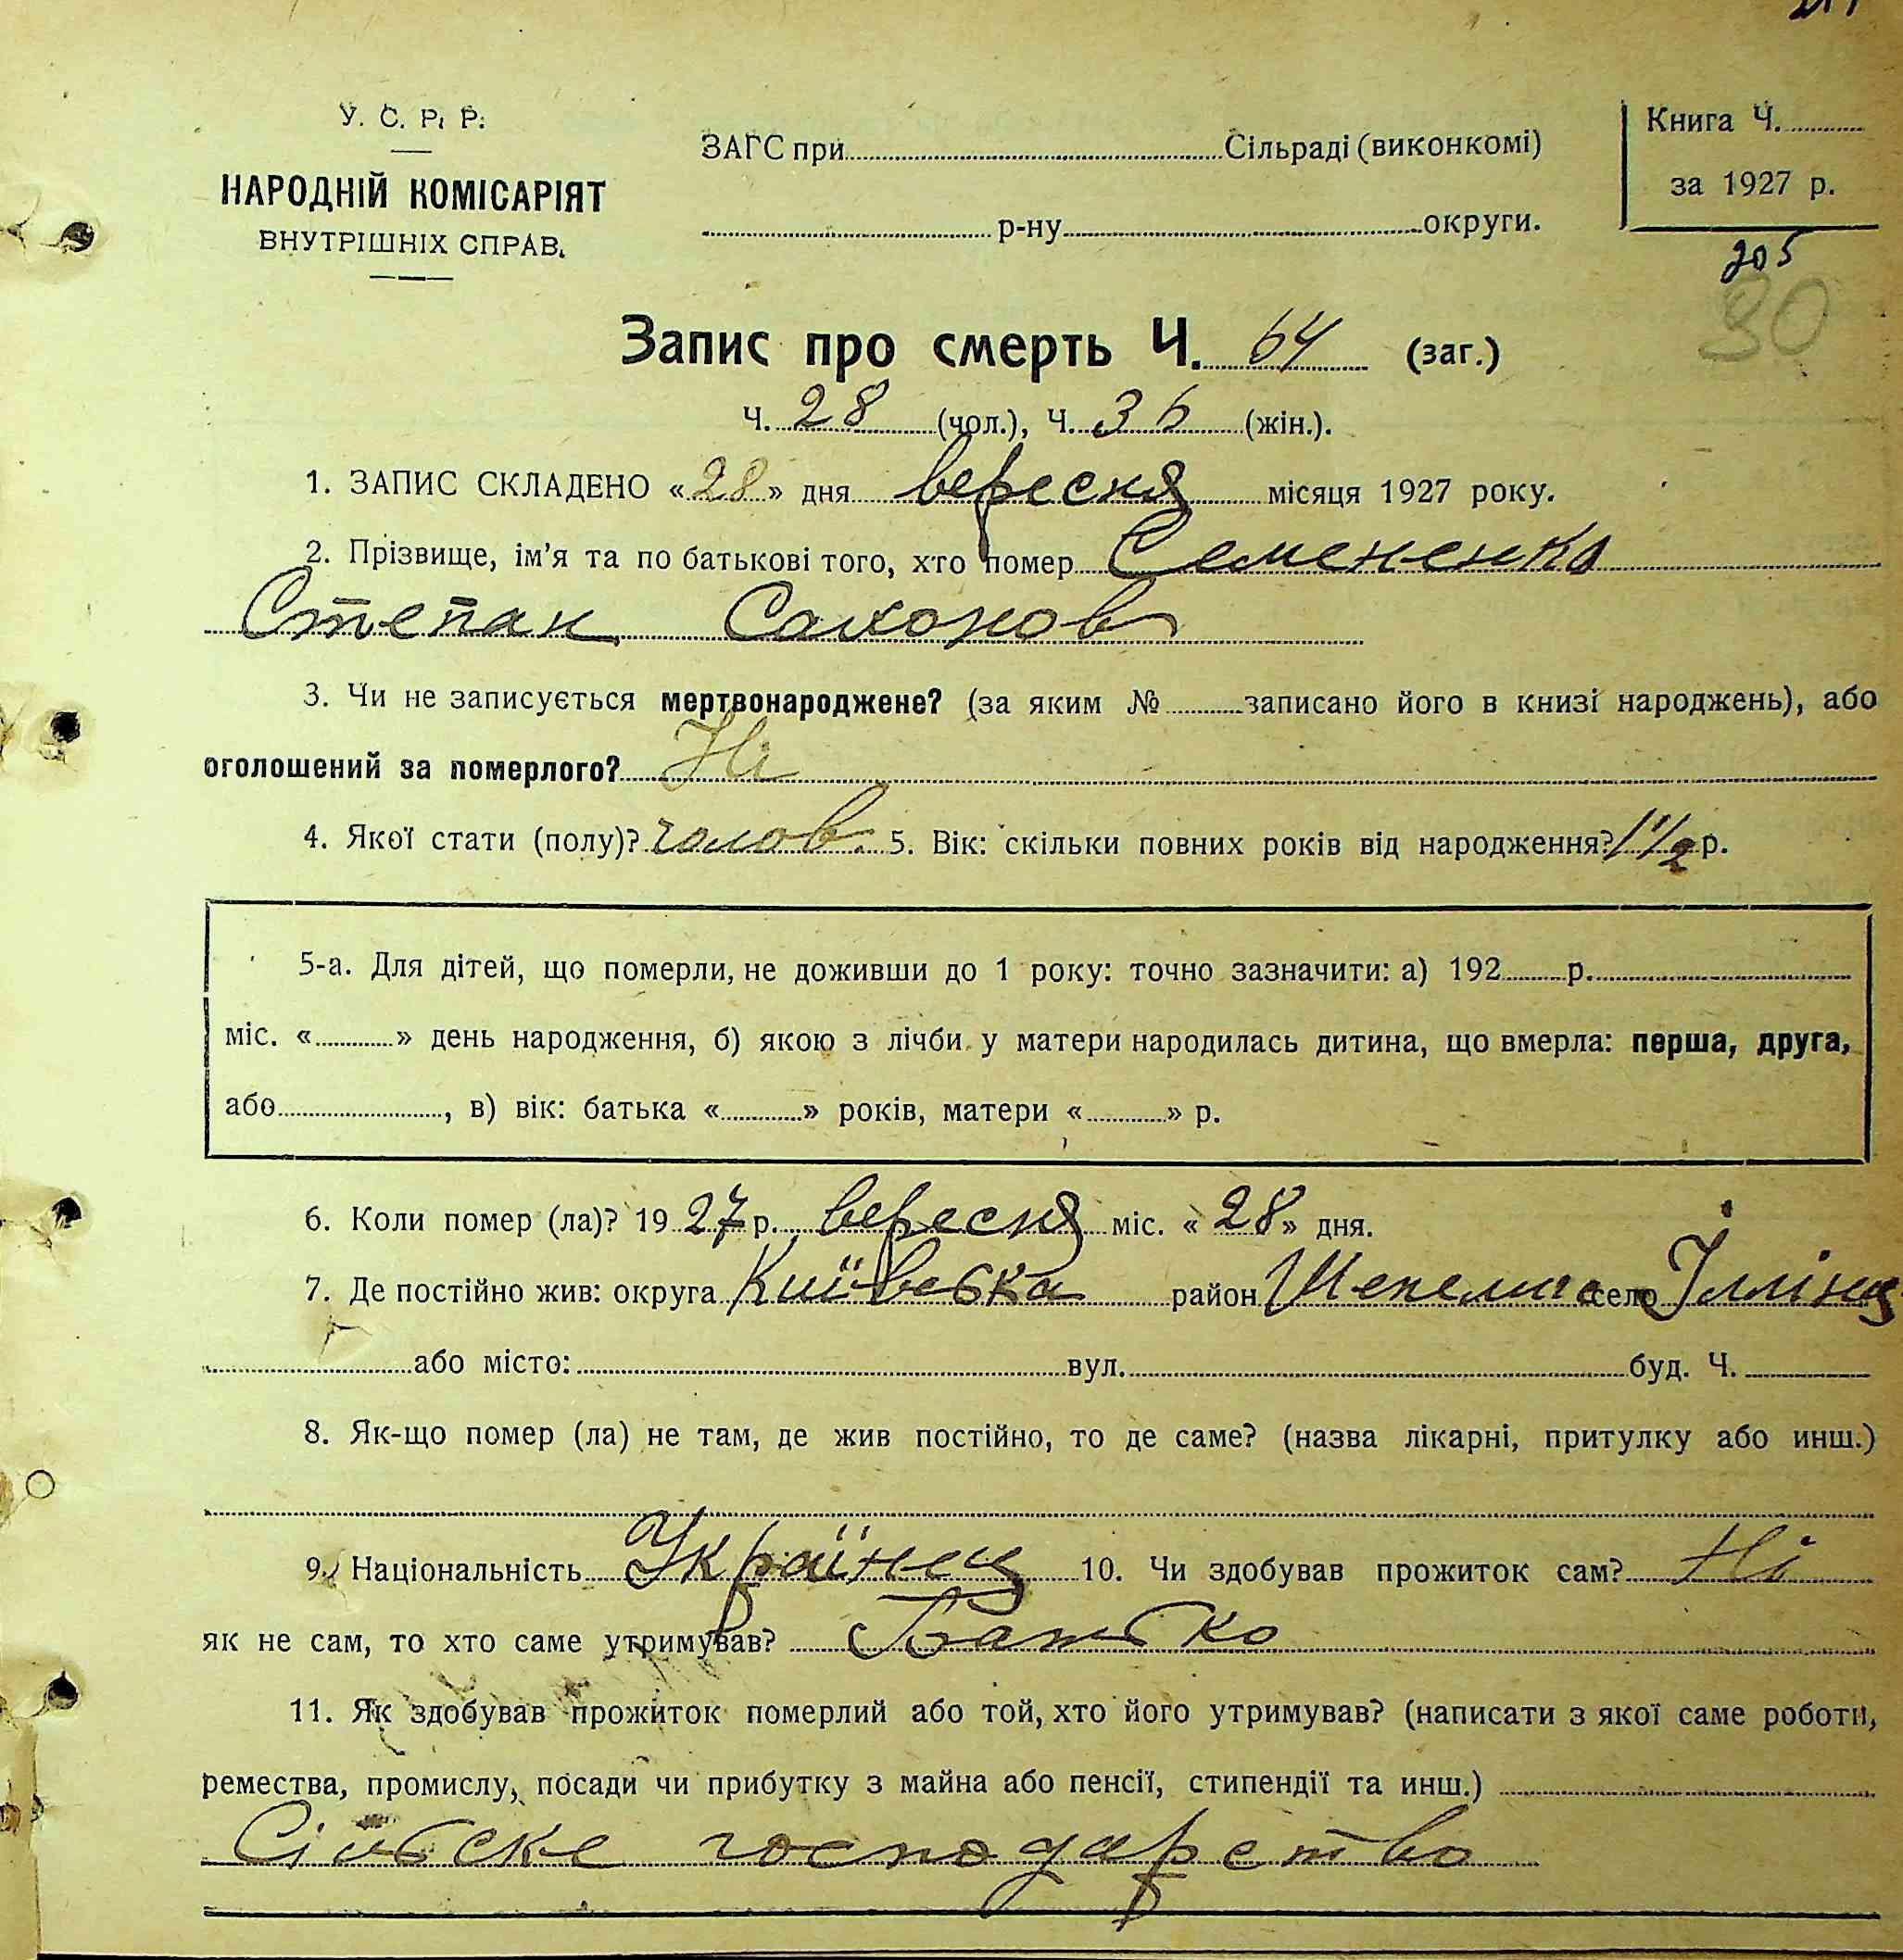 У. С. Р. Р.
НАРОДНІЙ КОМІСАРІЯТ
ВНУТРІШНІХ СПРАВ.
ЗАГС при Сільраді (виконкомі)
р-ну округи.
Книга Ч.
за 1927 р.
205
30
Запис про смерть Ч. 64 (заг.)
Ч. 28 (чол.), Ч. 36 (жін.).
1. ЗАПИС СКЛАДЕНО «28» дня вересня місяця 1927 року.
2. Прізвище, ім'я та по батькові того, хто помер Семененко
Степан
3. Чи не записується мертвонароджене? (за яким № записано його в книзі народжень), або
оголошений за померлого? Ні
4. Якої стати (полу)? голов. 5. Вік: скільки повних років від народження? 1 1/2 р.
5-а. Для дітей, що померли, не доживши до 1 року: точно зазначити: а) 192 р.
міс. « » день народження, б) якою з лічби у матери народилась дитина, що вмерла: перша, друга,
або , в) вік: батька « » років, матери « » р.
6. Коли помер (ла)? 1927 р. вересня міс. «28» дня.
7. Де постійно жив: округа Київська район Шепелиц село Іллінц
або місто: вул. буд. Ч.
8. Як-що помер (ла) не там, де жив постійно, то де саме? (назва лікарні, притулку або инш.)
9. Національність Українец 10. Чи здобував прожиток сам? Ні
як не сам, то хто саме утримував? Батько
11. Як здобував прожиток померлий або той, хто його утримував? (написати з якої саме роботи,
ремества, промислу, посади чи прибутку з майна або пенсії, стипендії та инш.)
Сільске господарство